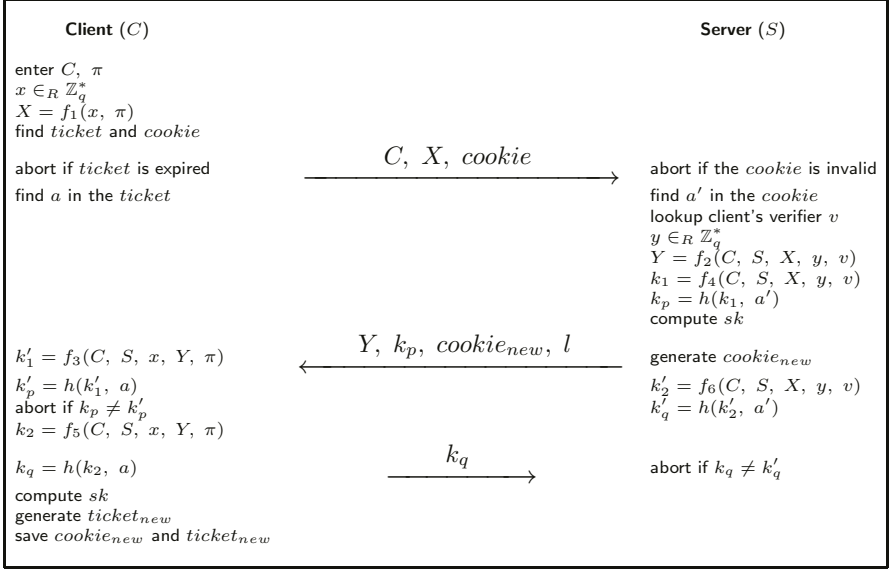 Client (C) Server (S)
enter C, π
x ∈_R ℤ*_q
X = f_1(x, π)
find ticket and cookie
C, X, cookie
abort if ticket is expired abort if the cookie is invalid
find a in the ticket find a′ in the cookie
lookup client's verifier v
y ∈_R ℤ*_q
Y = f_2(C, S, X, y, v)
k_1 = f_4(C, S, X, y, v)
k_p = h(k_1, a′)
compute sk
Y, k_p, cookie_new, l
k′_1 = f_3(C, S, x, Y, π) generate cookie_new
k′_p = h(k′_1, a) k′_2 = f_6(C, S, X, y, v)
abort if k_p ≠ k′_p k′_q = h(k′_2, a′)
k_2 = f_5(C, S, x, Y, π)
k_q
k_q = h(k_2, a) abort if k_q ≠ k′_q
compute sk
generate ticket_new
save cookie_new and ticket_new